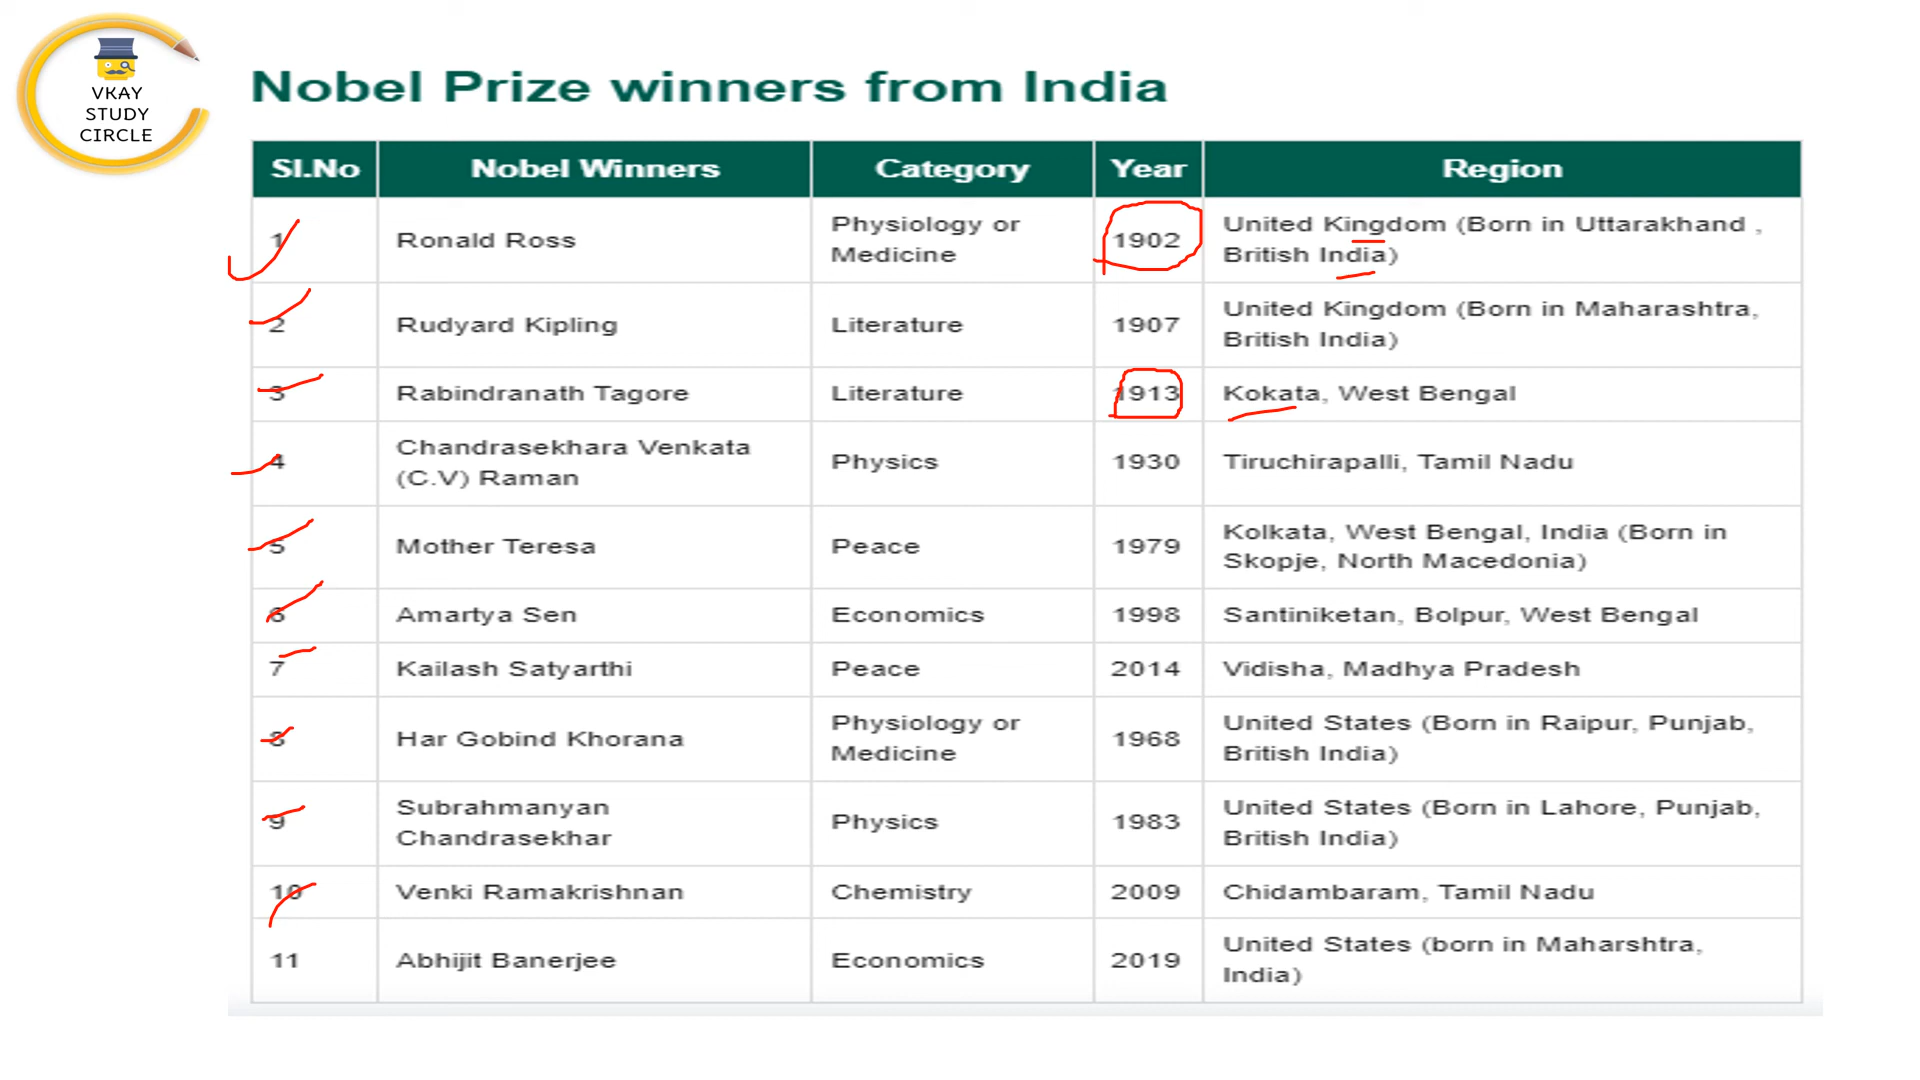 VKAY
STUDY
CIRCLE
Nobel Prize winners from India
Sl.No Nobel Winners Category Year Region
1 Ronald Ross Physiology or Medicine 1902 United Kingdom (Born in Uttarakhand , British India)
2 Rudyard Kipling Literature 1907 United Kingdom (Born in Maharashtra, British India)
3 Rabindranath Tagore Literature 1913 Kokata, West Bengal
4 Chandrasekhara Venkata (C.V) Raman Physics 1930 Tiruchirapalli, Tamil Nadu
5 Mother Teresa Peace 1979 Kolkata, West Bengal, India (Born in Skopje, North Macedonia)
6 Amartya Sen Economics 1998 Santiniketan, Bolpur, West Bengal
7 Kailash Satyarthi Peace 2014 Vidisha, Madhya Pradesh
8 Har Gobind Khorana Physiology or Medicine 1968 United States (Born in Raipur, Punjab, British India)
9 Subrahmanyan Chandrasekhar Physics 1983 United States (Born in Lahore, Punjab, British India)
10 Venki Ramakrishnan Chemistry 2009 Chidambaram, Tamil Nadu
11 Abhijit Banerjee Economics 2019 United States (born in Maharshtra, India)